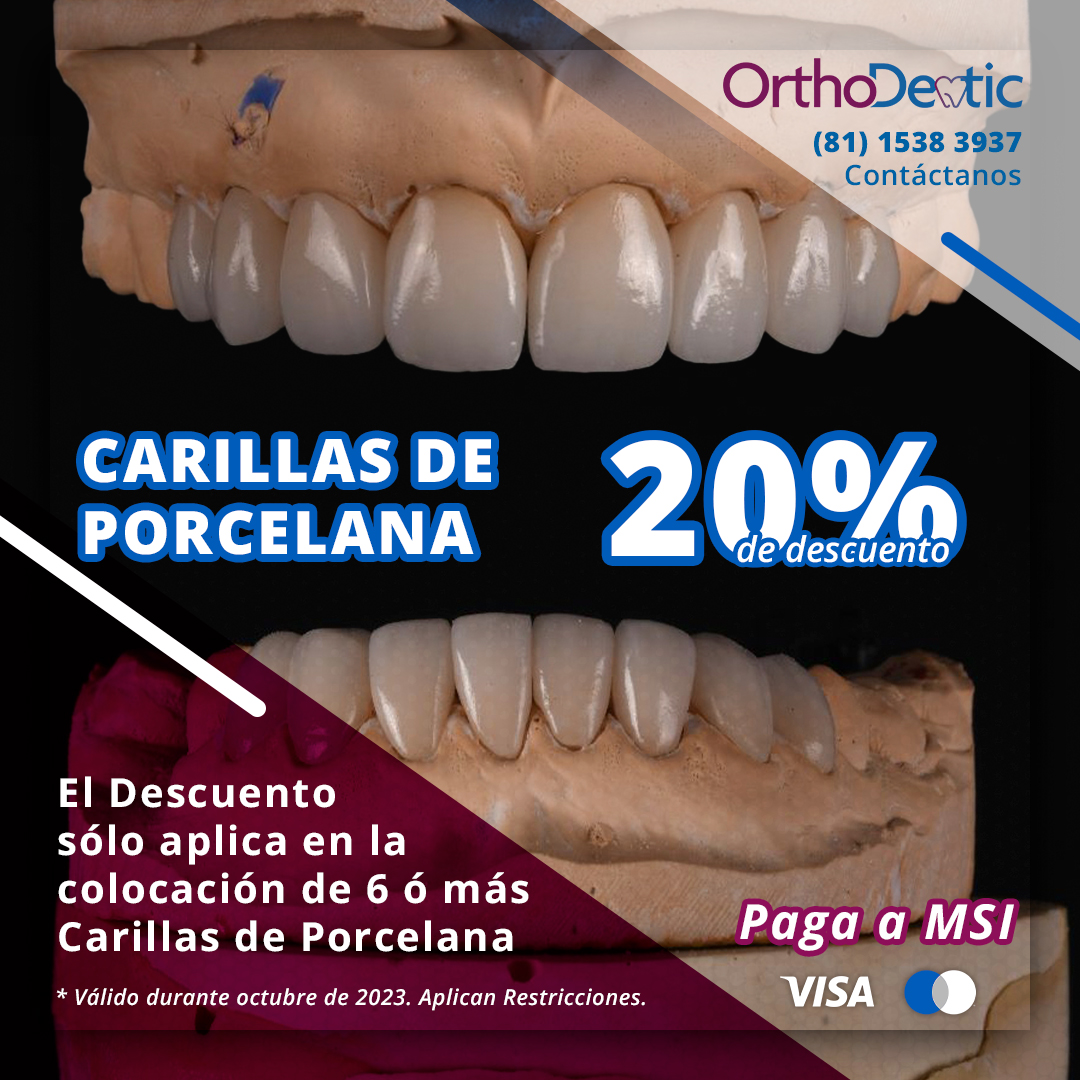 OrthoDentic
(81) 1538 3937
Contáctanos
CARILLAS DE
PORCELANA
20%
de descuento
El Descuento
sólo aplica en la
colocación de 6 ó más
Carillas de Porcelana
* Válido durante octubre de 2023. Aplican Restricciones.
Paga a MSI
VISA